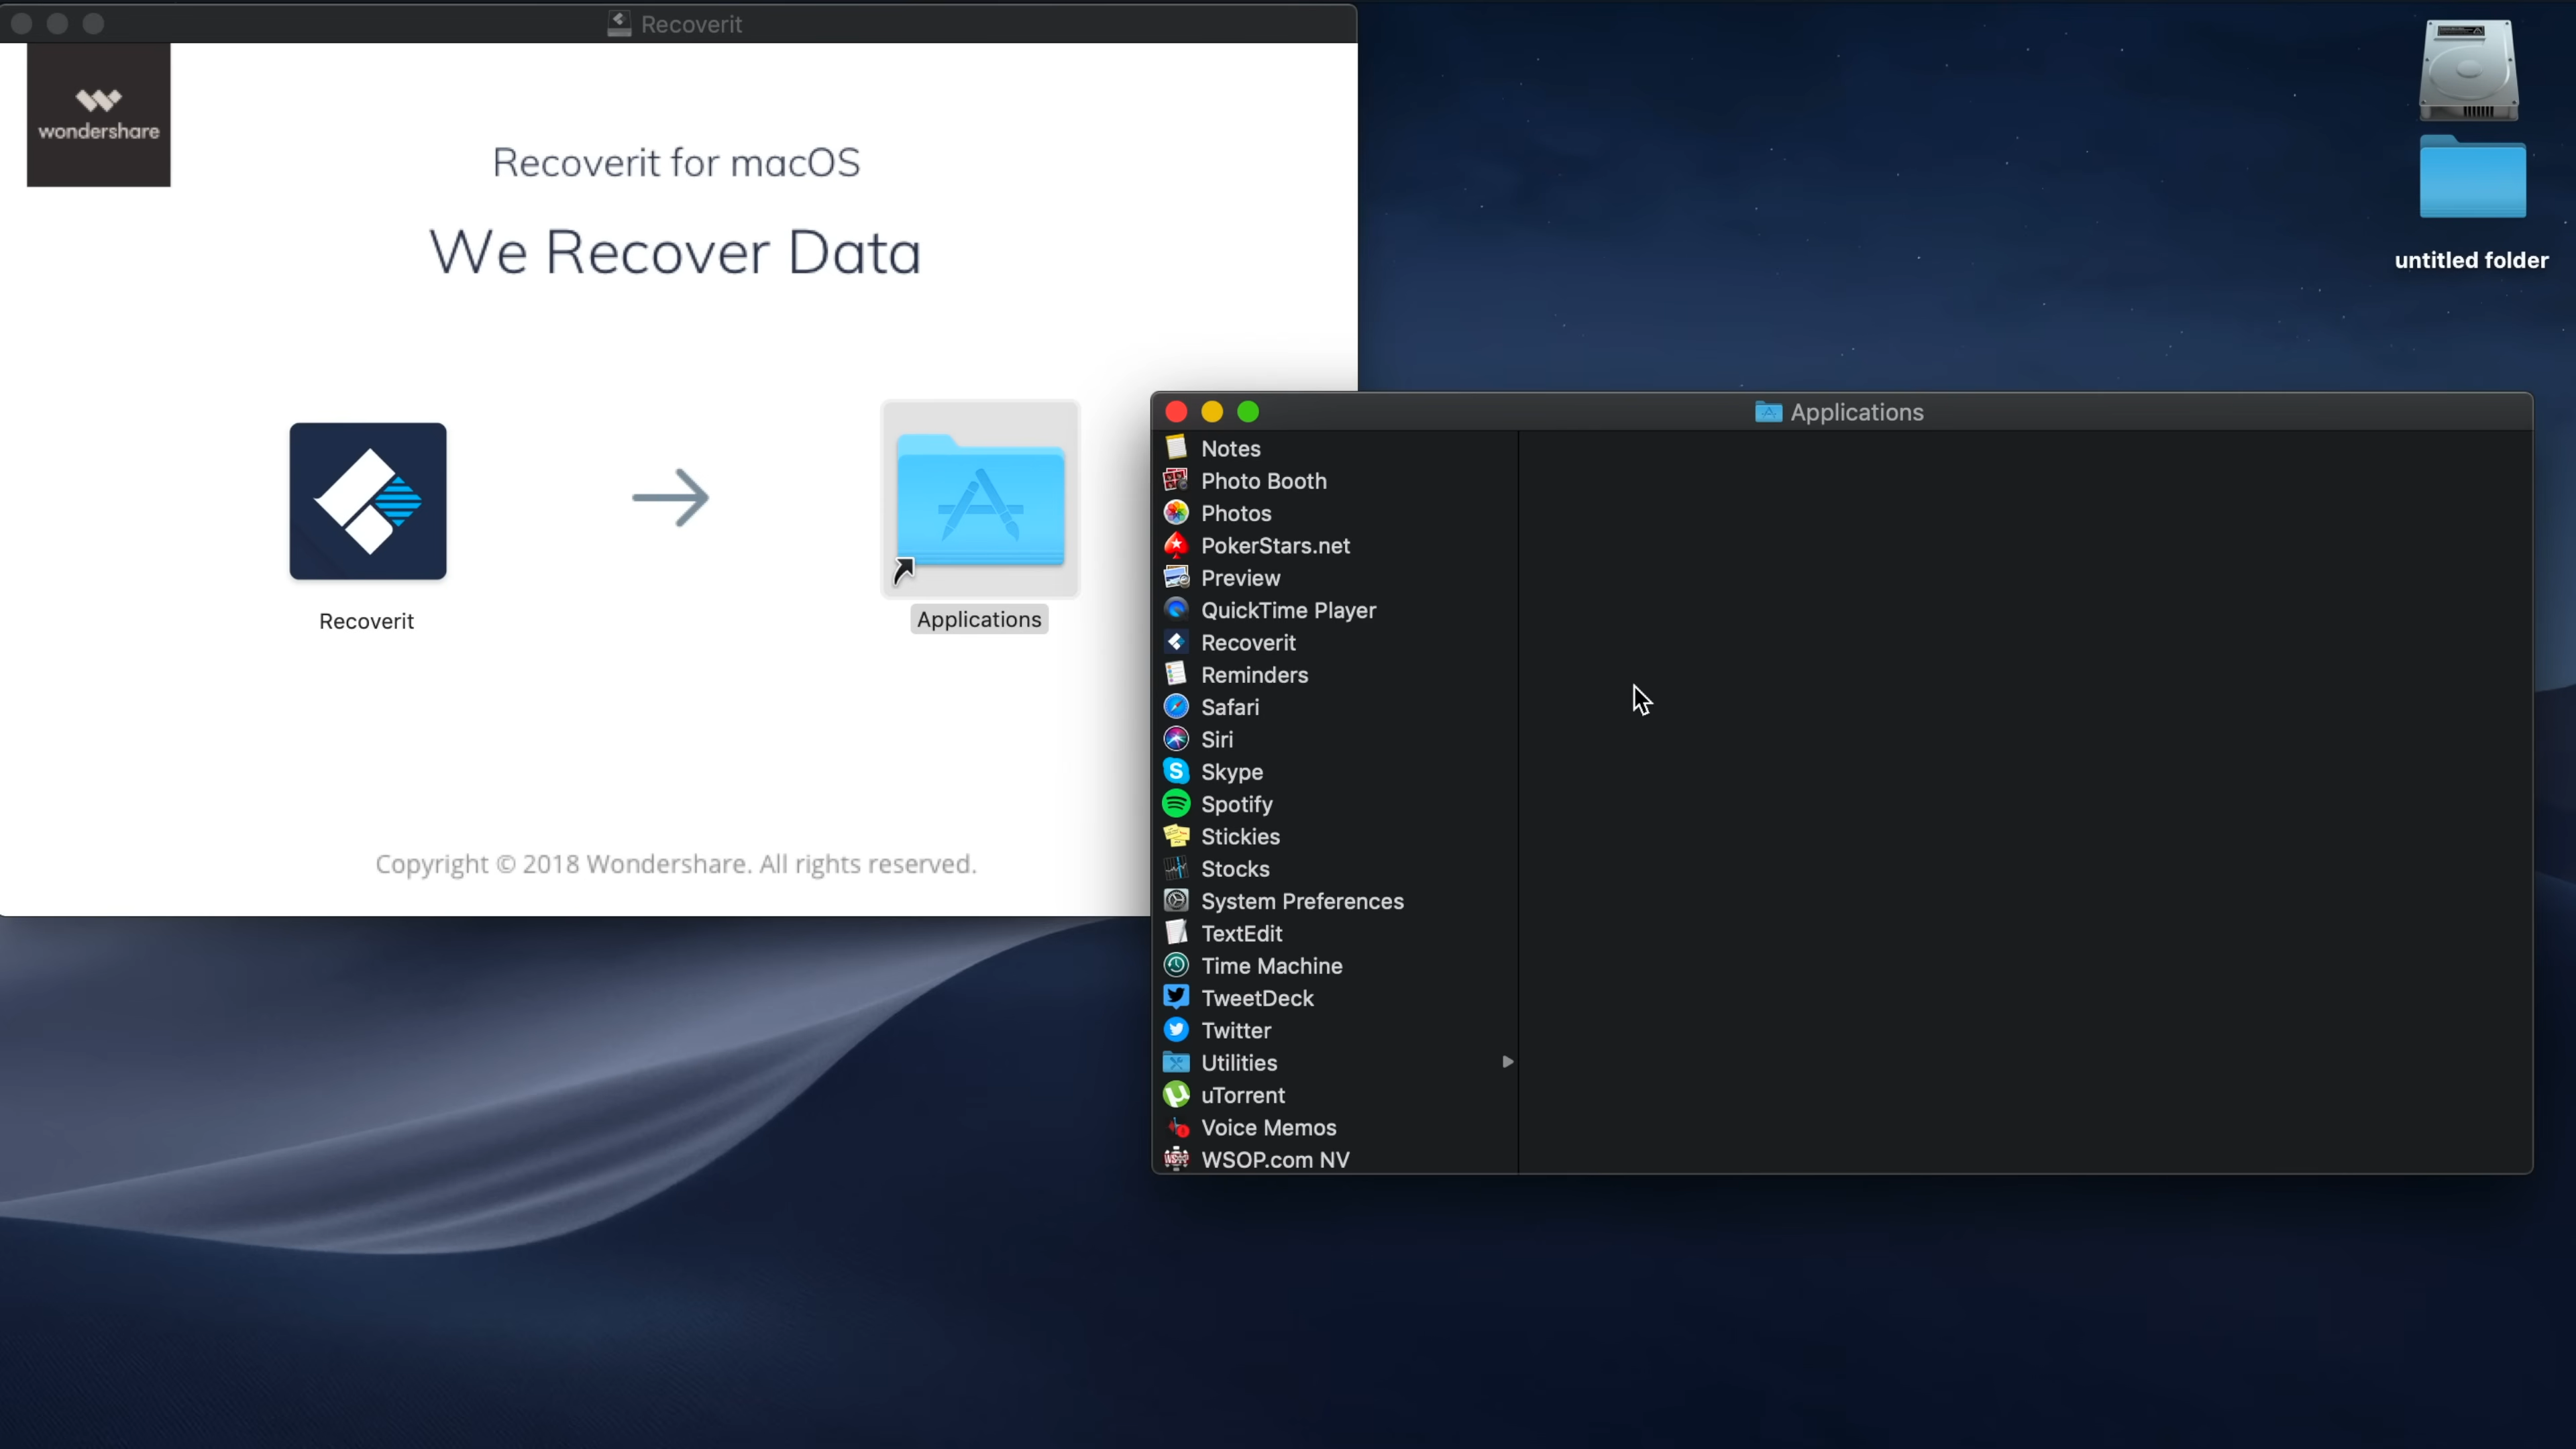 Recoverit
wondershare
Recoverit for macOS
We Recover Data
Recoverit
Applications
Copyright © 2018 Wondershare. All rights reserved.
untitled folder
Applications
Notes
Photo Booth
Photos
PokerStars.net
Preview
QuickTime Player
Recoverit
Reminders
Safari
Siri
Skype
Spotify
Stickies
Stocks
System Preferences
TextEdit
Time Machine
TweetDeck
Twitter
Utilities
uTorrent
Voice Memos
WSOP.com NV